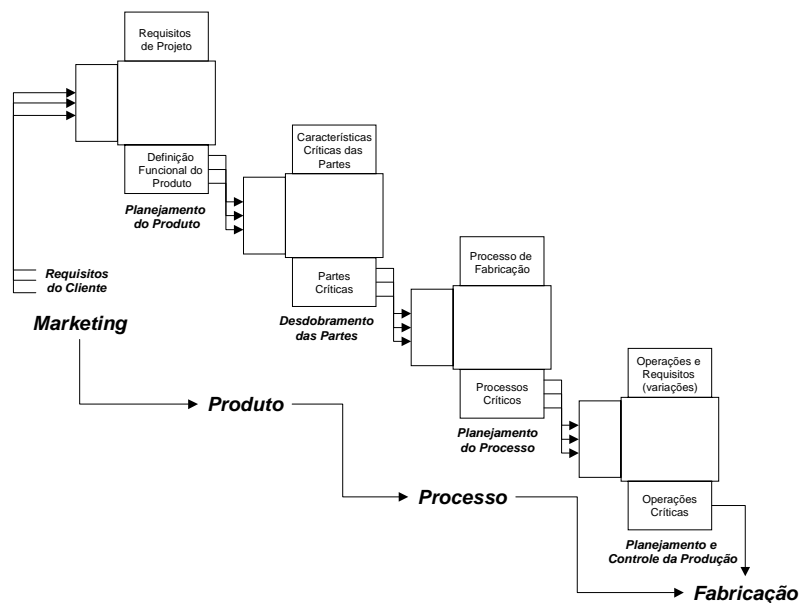 Requisitos
de Projeto
Definição
Funcional do
Produto
Planejamento
do Produto
Características
Críticas das
Partes
Partes
Críticas
Desdobramento
das Partes
Requisitos
do Cliente
Marketing
Processo de
Fabricação
Processos
Críticos
Planejamento
do Processo
Operações e
Requisitos
(variações)
Operações
Críticas
Planejamento e
Controle da Produção
Produto
Processo
Fabricação